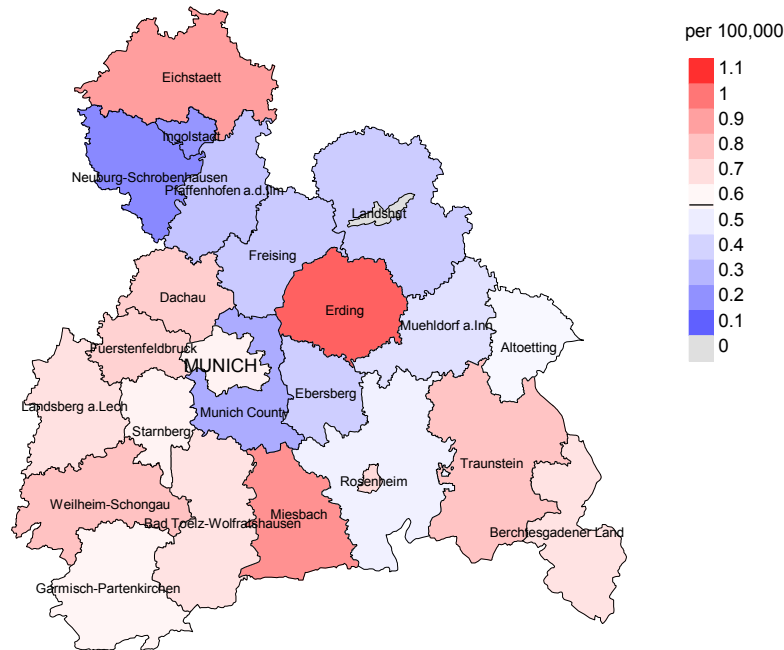 per 100,000
1.1
1
0.9
0.8
0.7
0.6
0.5
0.4
0.3
0.2
0.1
0
Eichstaett
Ingolstadt
Neuburg-Schrobenhausen
Pfaffenhofen a.d.Ilm
Landshst
Freising
Dachau
Erding
Muehldorf a.Inn
Altoetting
Fuerstenfeldbruck
MUNICH
Ebersberg
Landsberg a.Lech
Munich County
Starnberg
Traunstein
Rosenheim
Weilheim-Schongau
Miesbach
Bad Toelz-Wolfratshausen
Berchtesgadener Land
Garmisch-Partenkirchen